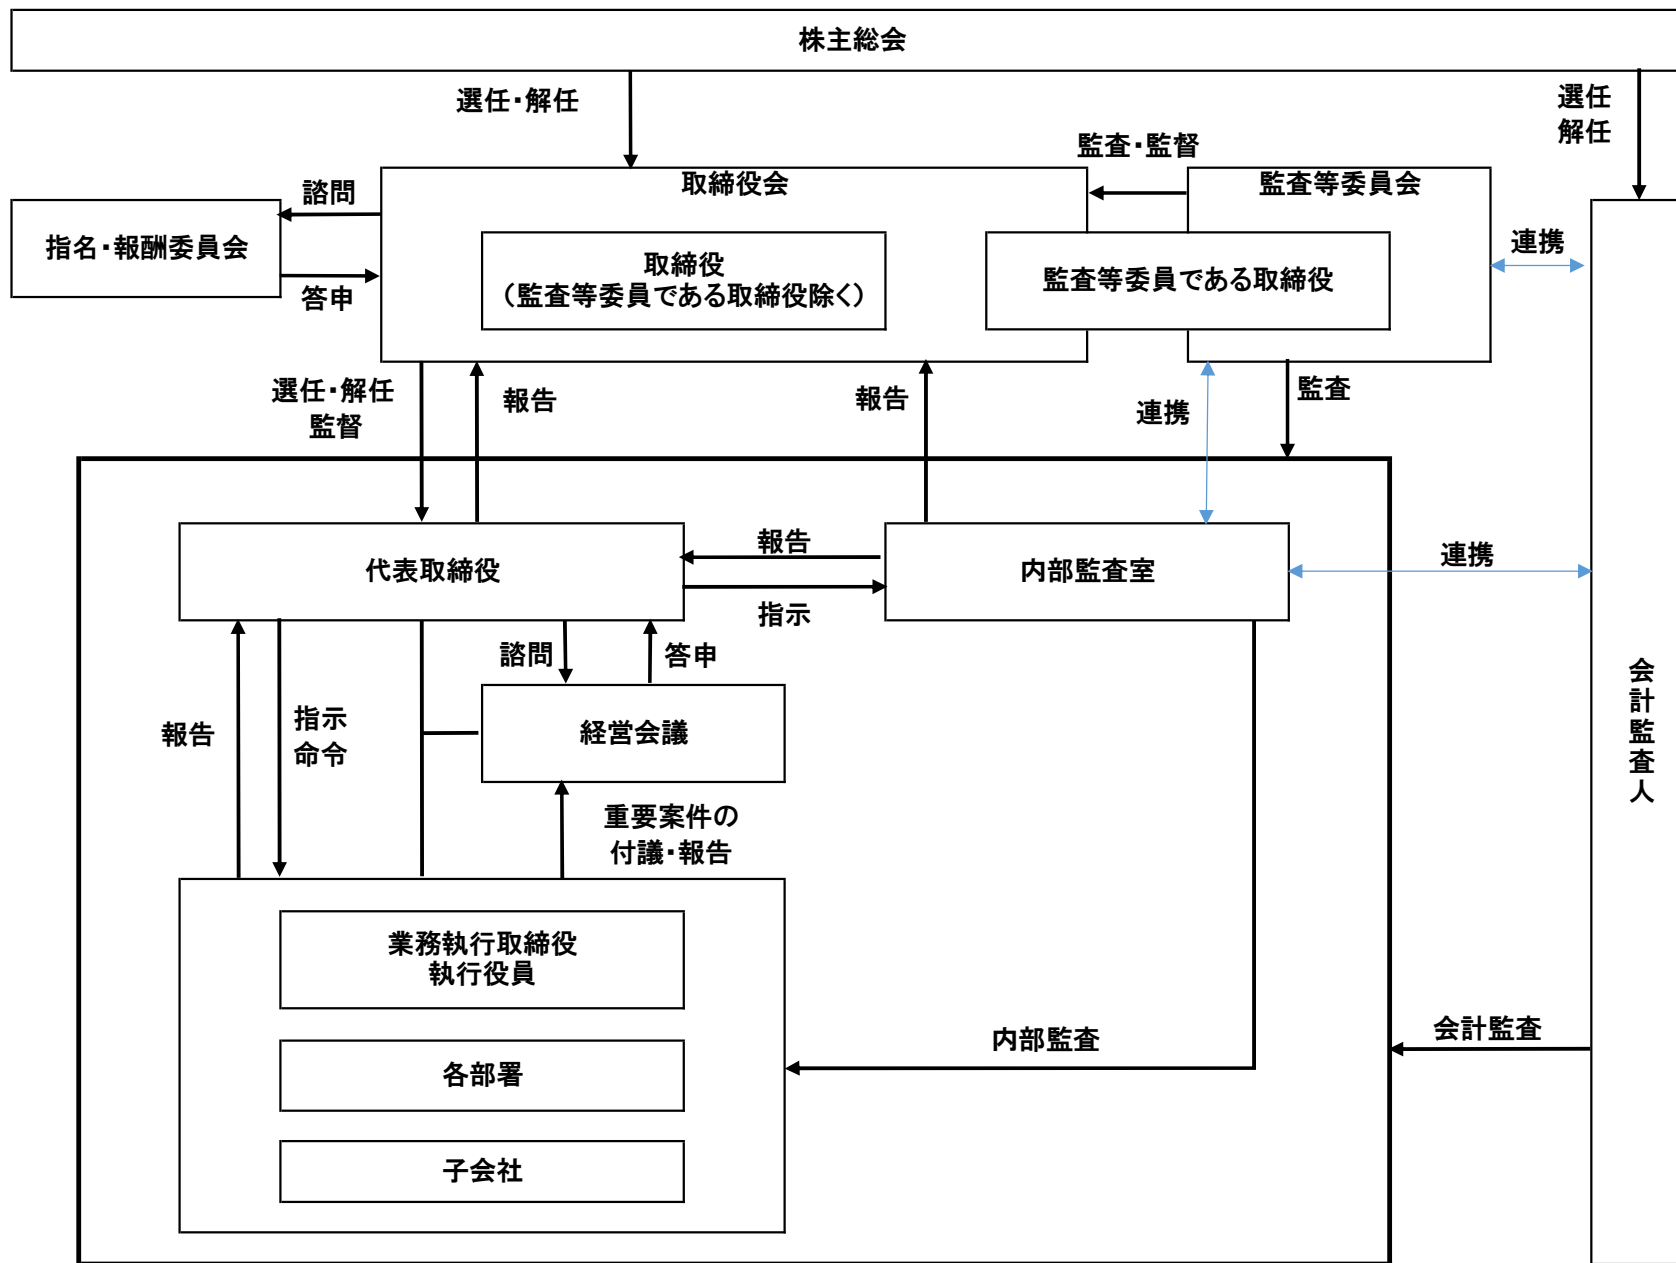 株主総会
選任・解任
選任
解任
監査・監督
取締役会
監査等委員会
諮問
指名・報酬委員会
答申
取締役
（監査等委員である取締役除く）
監査等委員である取締役
連携
選任・解任
監督
報告
報告
連携
監査
代表取締役
報告
指示
内部監査室
連携
諮問
答申
報告
指示
命令
経営会議
重要案件の
付議・報告
会計監査人
業務執行取締役
執行役員
各部署
子会社
内部監査
会計監査